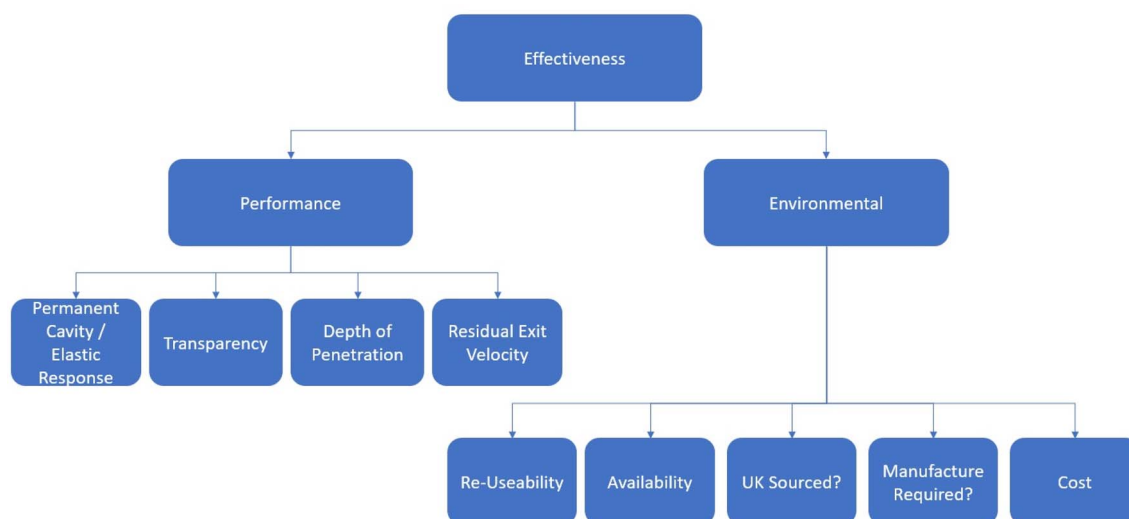 Effectiveness
Performance
Environmental
Permanent
Cavity /
Elastic
Response
Transparency
Depth of
Penetration
Residual Exit
Velocity
Re-Useability
Availability
UK Sourced?
Manufacture
Required?
Cost